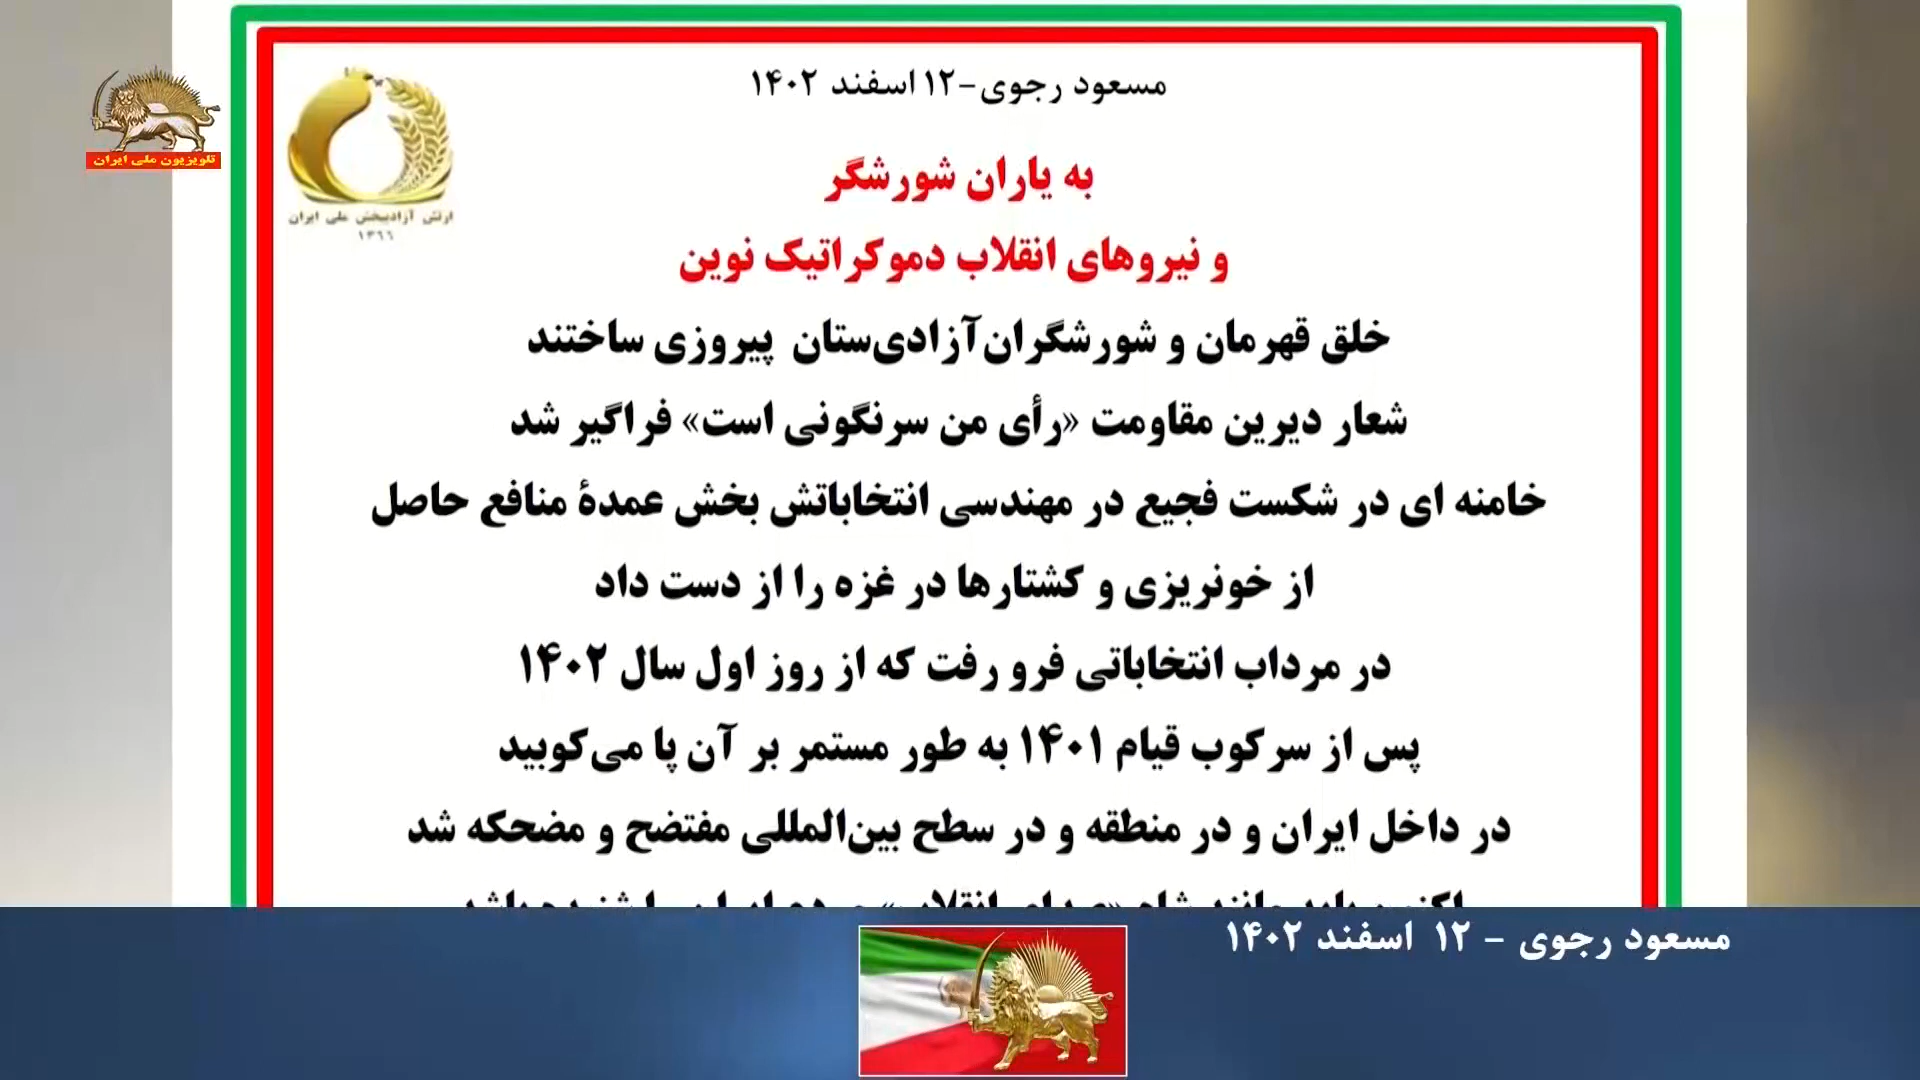 مسعود رجوی-۱۲ اسفند ۱۴۰۲
تلویزیون ملی ایران
ارتش آزادیبخش ملی ایران
۱۳۶۶
به یاران شورشگر
و نیروهای انقلاب دموکراتیک نوین
خلق قهرمان و شورشگران‌آزادی‌ستان پیروزی ساختند
شعار دیرین مقاومت «رأی من سرنگونی است» فراگیر شد
خامنه ای در شکست فجیع در مهندسی انتخاباتش بخش عمدهٔ منافع حاصل
از خونریزی و کشتارها در غزه را از دست داد
در مرداب انتخاباتی فرو رفت که از روز اول سال ۱۴۰۲
پس از سرکوب قیام ۱۴۰۱ به طور مستمر بر آن پا می‌کوبید
در داخل ایران و در منطقه و در سطح بین‌المللی مفتضح و مضحکه شد
مسعود رجوی - ۱۲ اسفند ۱۴۰۲